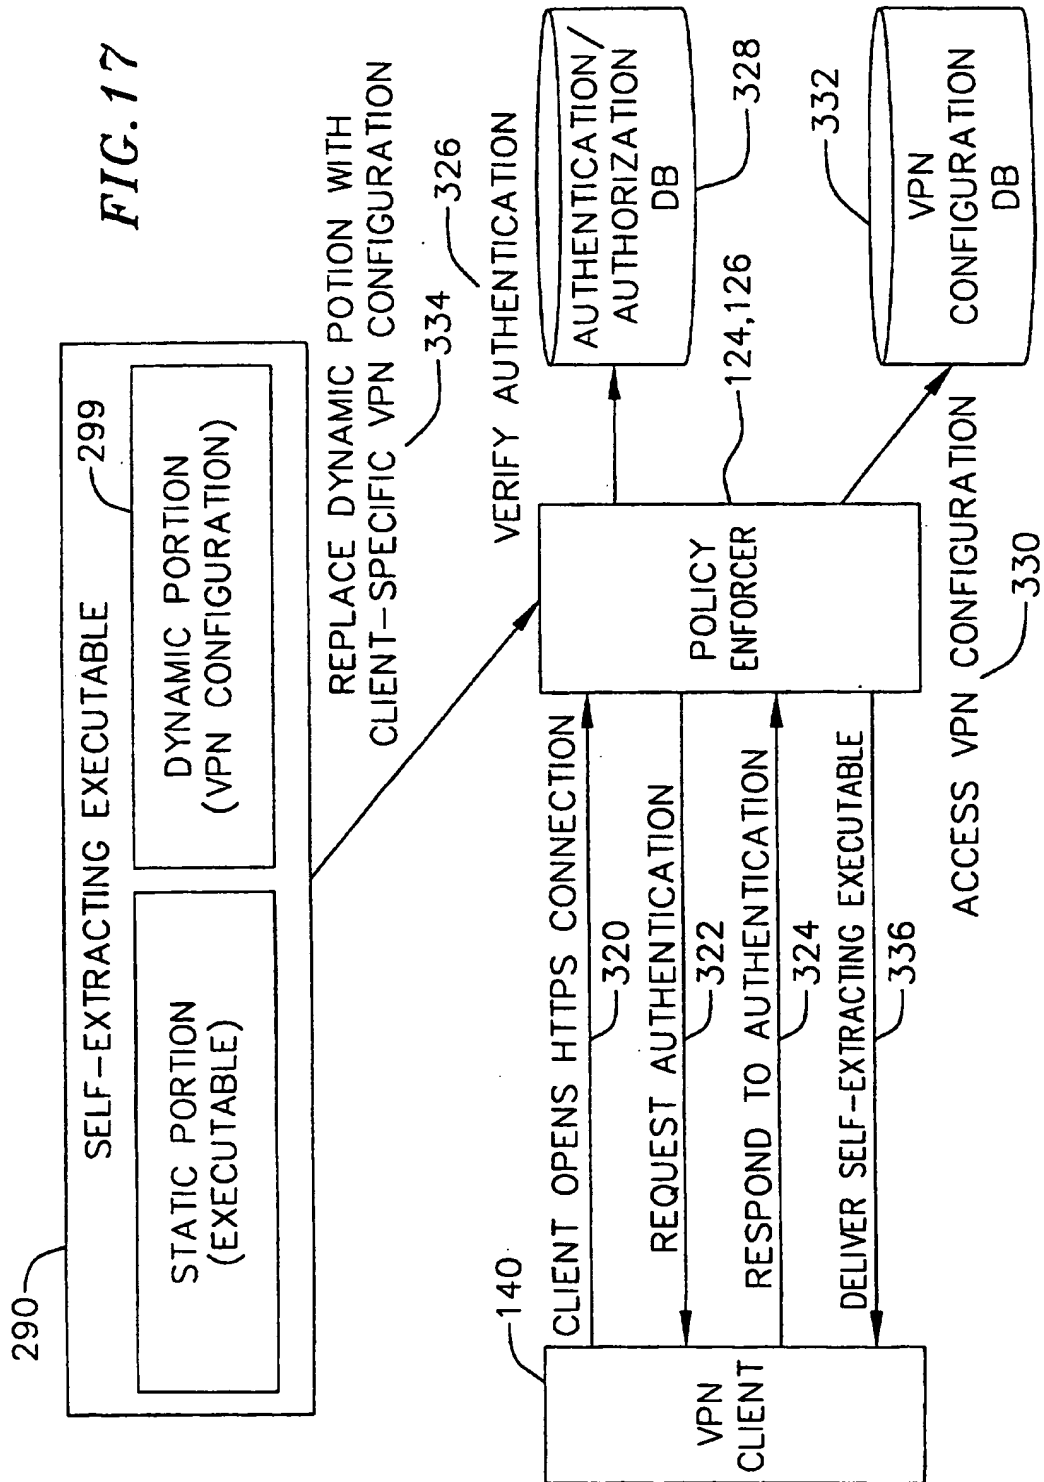 FIG.17
290
SELF-EXTRACTING EXECUTABLE
299
STATIC PORTION
(EXECUTABLE)
DYNAMIC PORTION
(VPN CONFIGURATION)
REPLACE DYNAMIC POTION WITH
CLIENT-SPECIFIC VPN CONFIGURATION
334
326
VERIFY AUTHENTICATION
140
VPN
CLIENT
CLIENT OPENS HTTPS CONNECTION
320
REQUEST AUTHENTICATION
322
RESPOND TO AUTHENTICATION
324
DELIVER SELF-EXTRACTING EXECUTABLE
336
POLICY
ENFORCER
124,126
AUTHENTICATION/
AUTHORIZATION
DB
328
332
VPN
CONFIGURATION
DB
ACCESS VPN CONFIGURATION
330